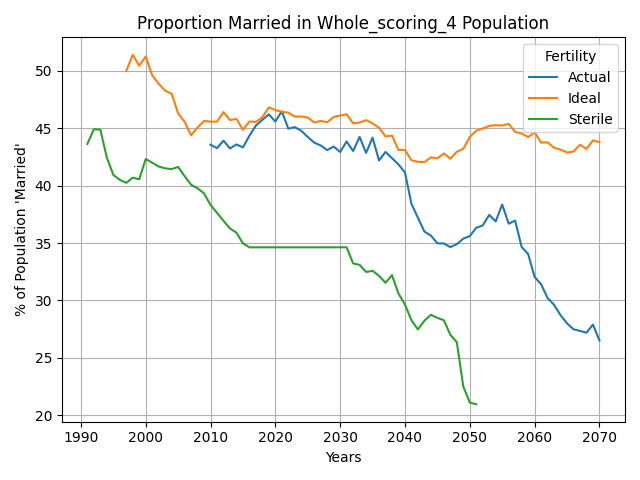 Proportion Married in Whole_scoring_4 Population
% of Population 'Married'
50
45
40
35
30
25
20
Fertility
Actual
Ideal
Sterile
1990 2000 2010 2020 2030 2040 2050 2060 2070
Years